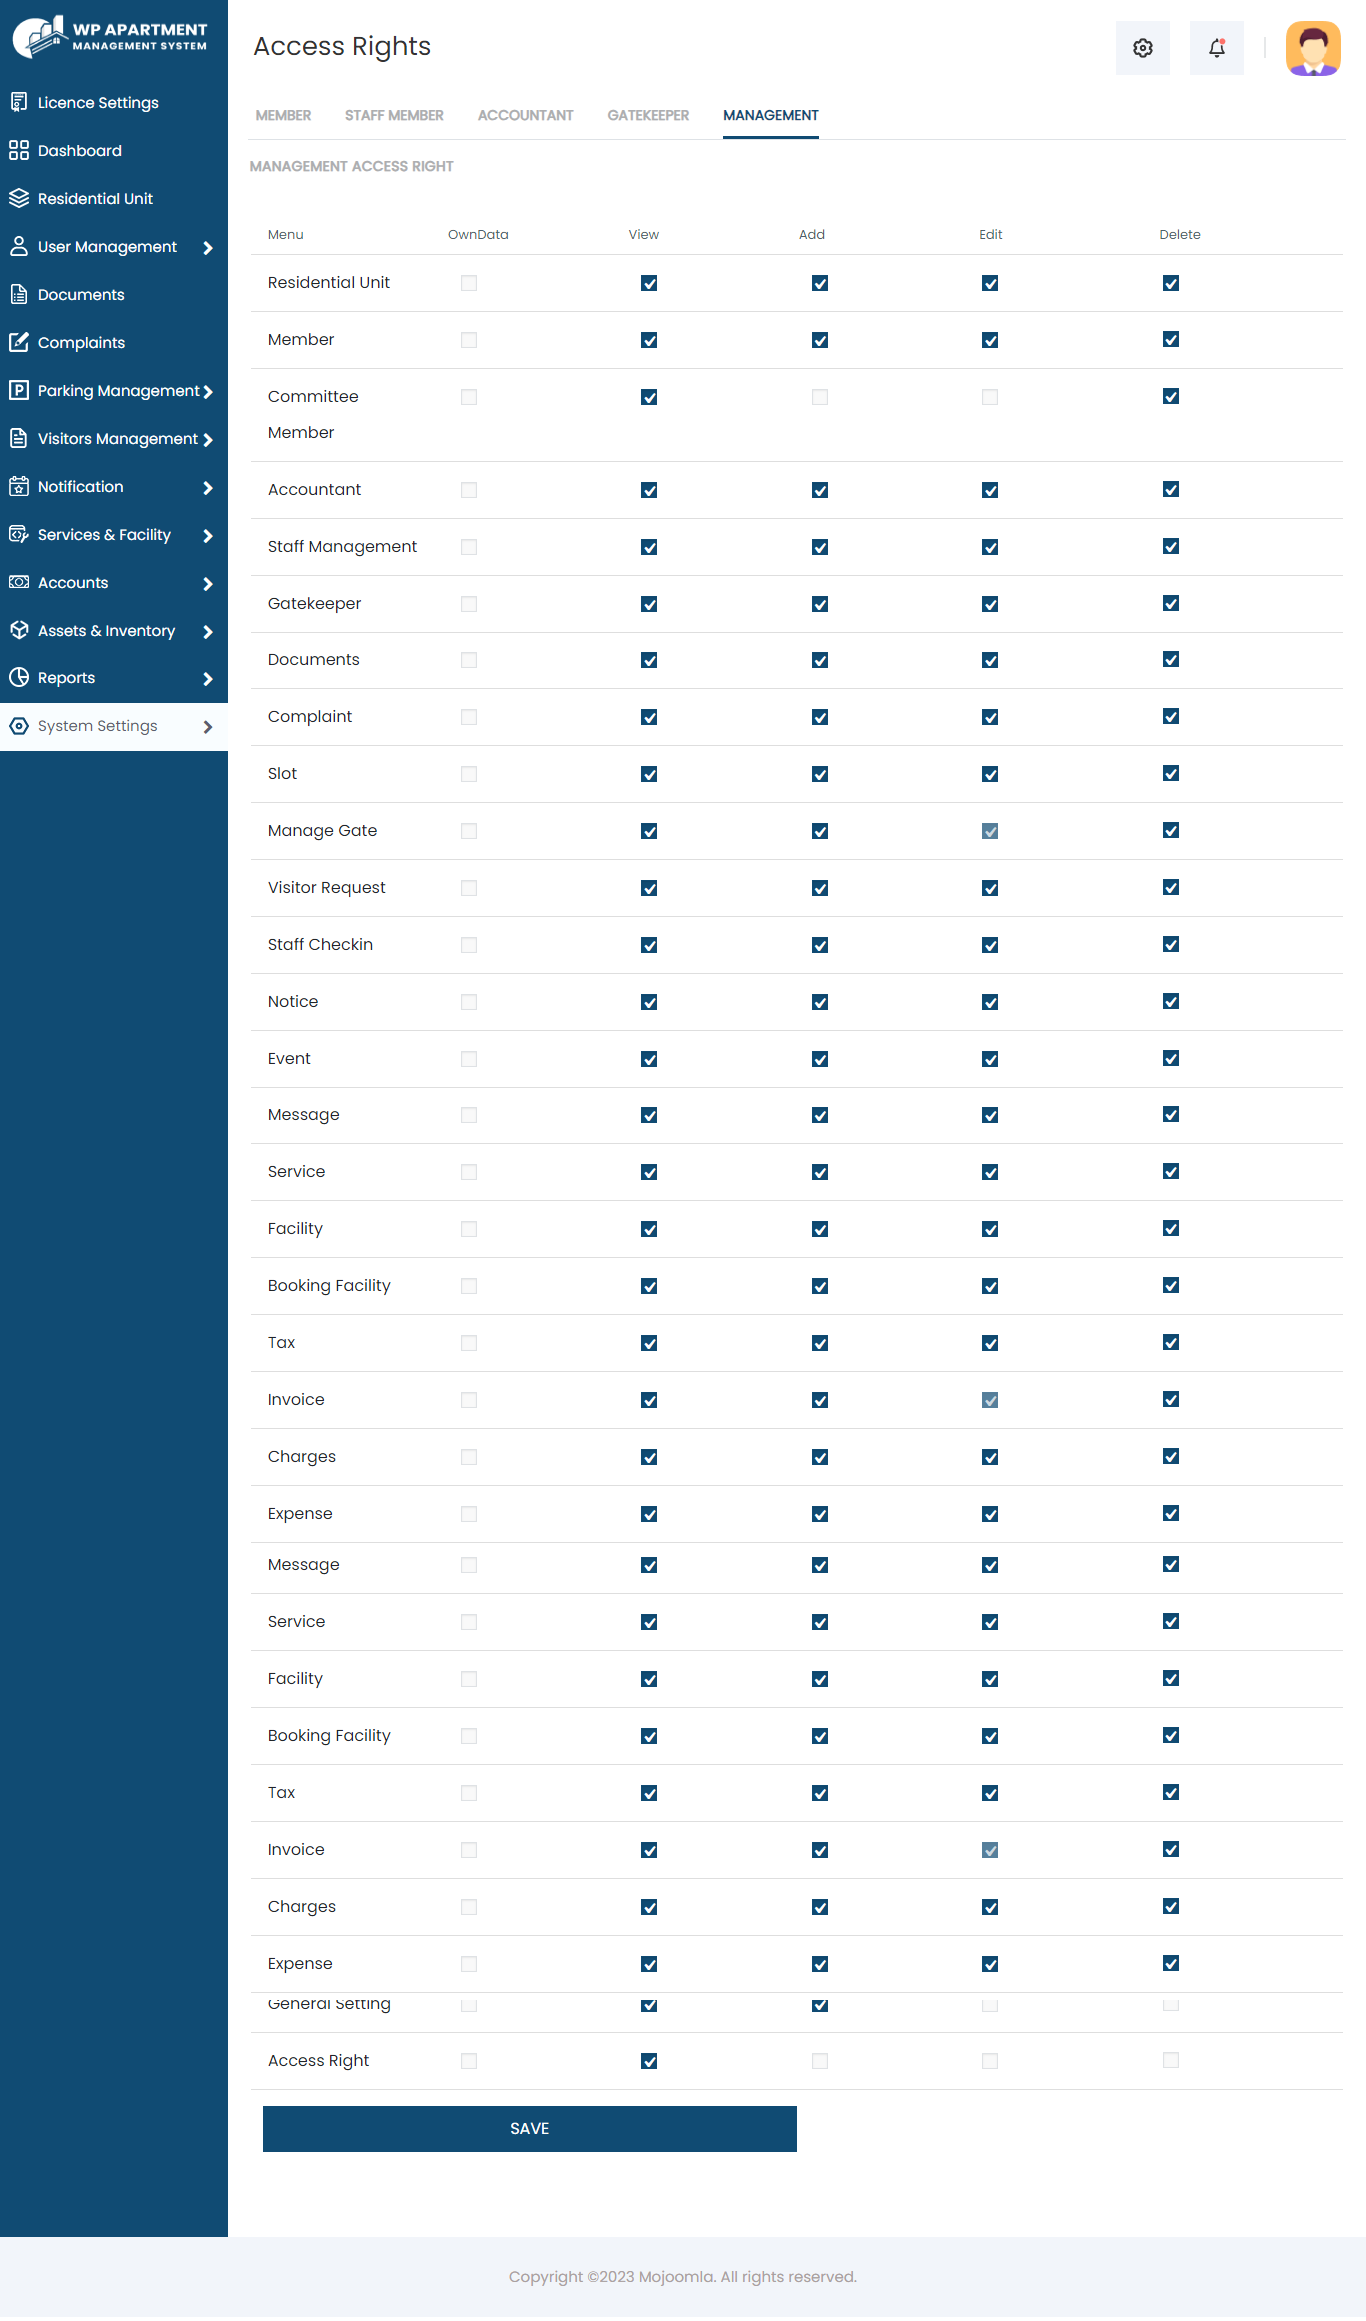 WP APARTMENT
MANAGEMENT SYSTEM
Licence Settings
Dashboard
Residential Unit
User Management
Documents
Complaints
Parking Management
Visitors Management
Notification
Services & Facility
Accounts
Assets & Inventory
Reports
System Settings
Access Rights
MEMBER STAFF MEMBER ACCOUNTANT GATEKEEPER MANAGEMENT
MANAGEMENT ACCESS RIGHT
Menu OwnData View Add Edit Delete
Residential Unit
Member
Committee
Member
Accountant
Staff Management
Gatekeeper
Documents
Complaint
Slot
Manage Gate
Visitor Request
Staff Checkin
Notice
Event
Message
Service
Facility
Booking Facility
Tax
Invoice
Charges
Expense
Message
Service
Facility
Booking Facility
Tax
Invoice
Charges
Expense
General Setting
Access Right
SAVE
Copyright ©2023 Mojoomla. All rights reserved.